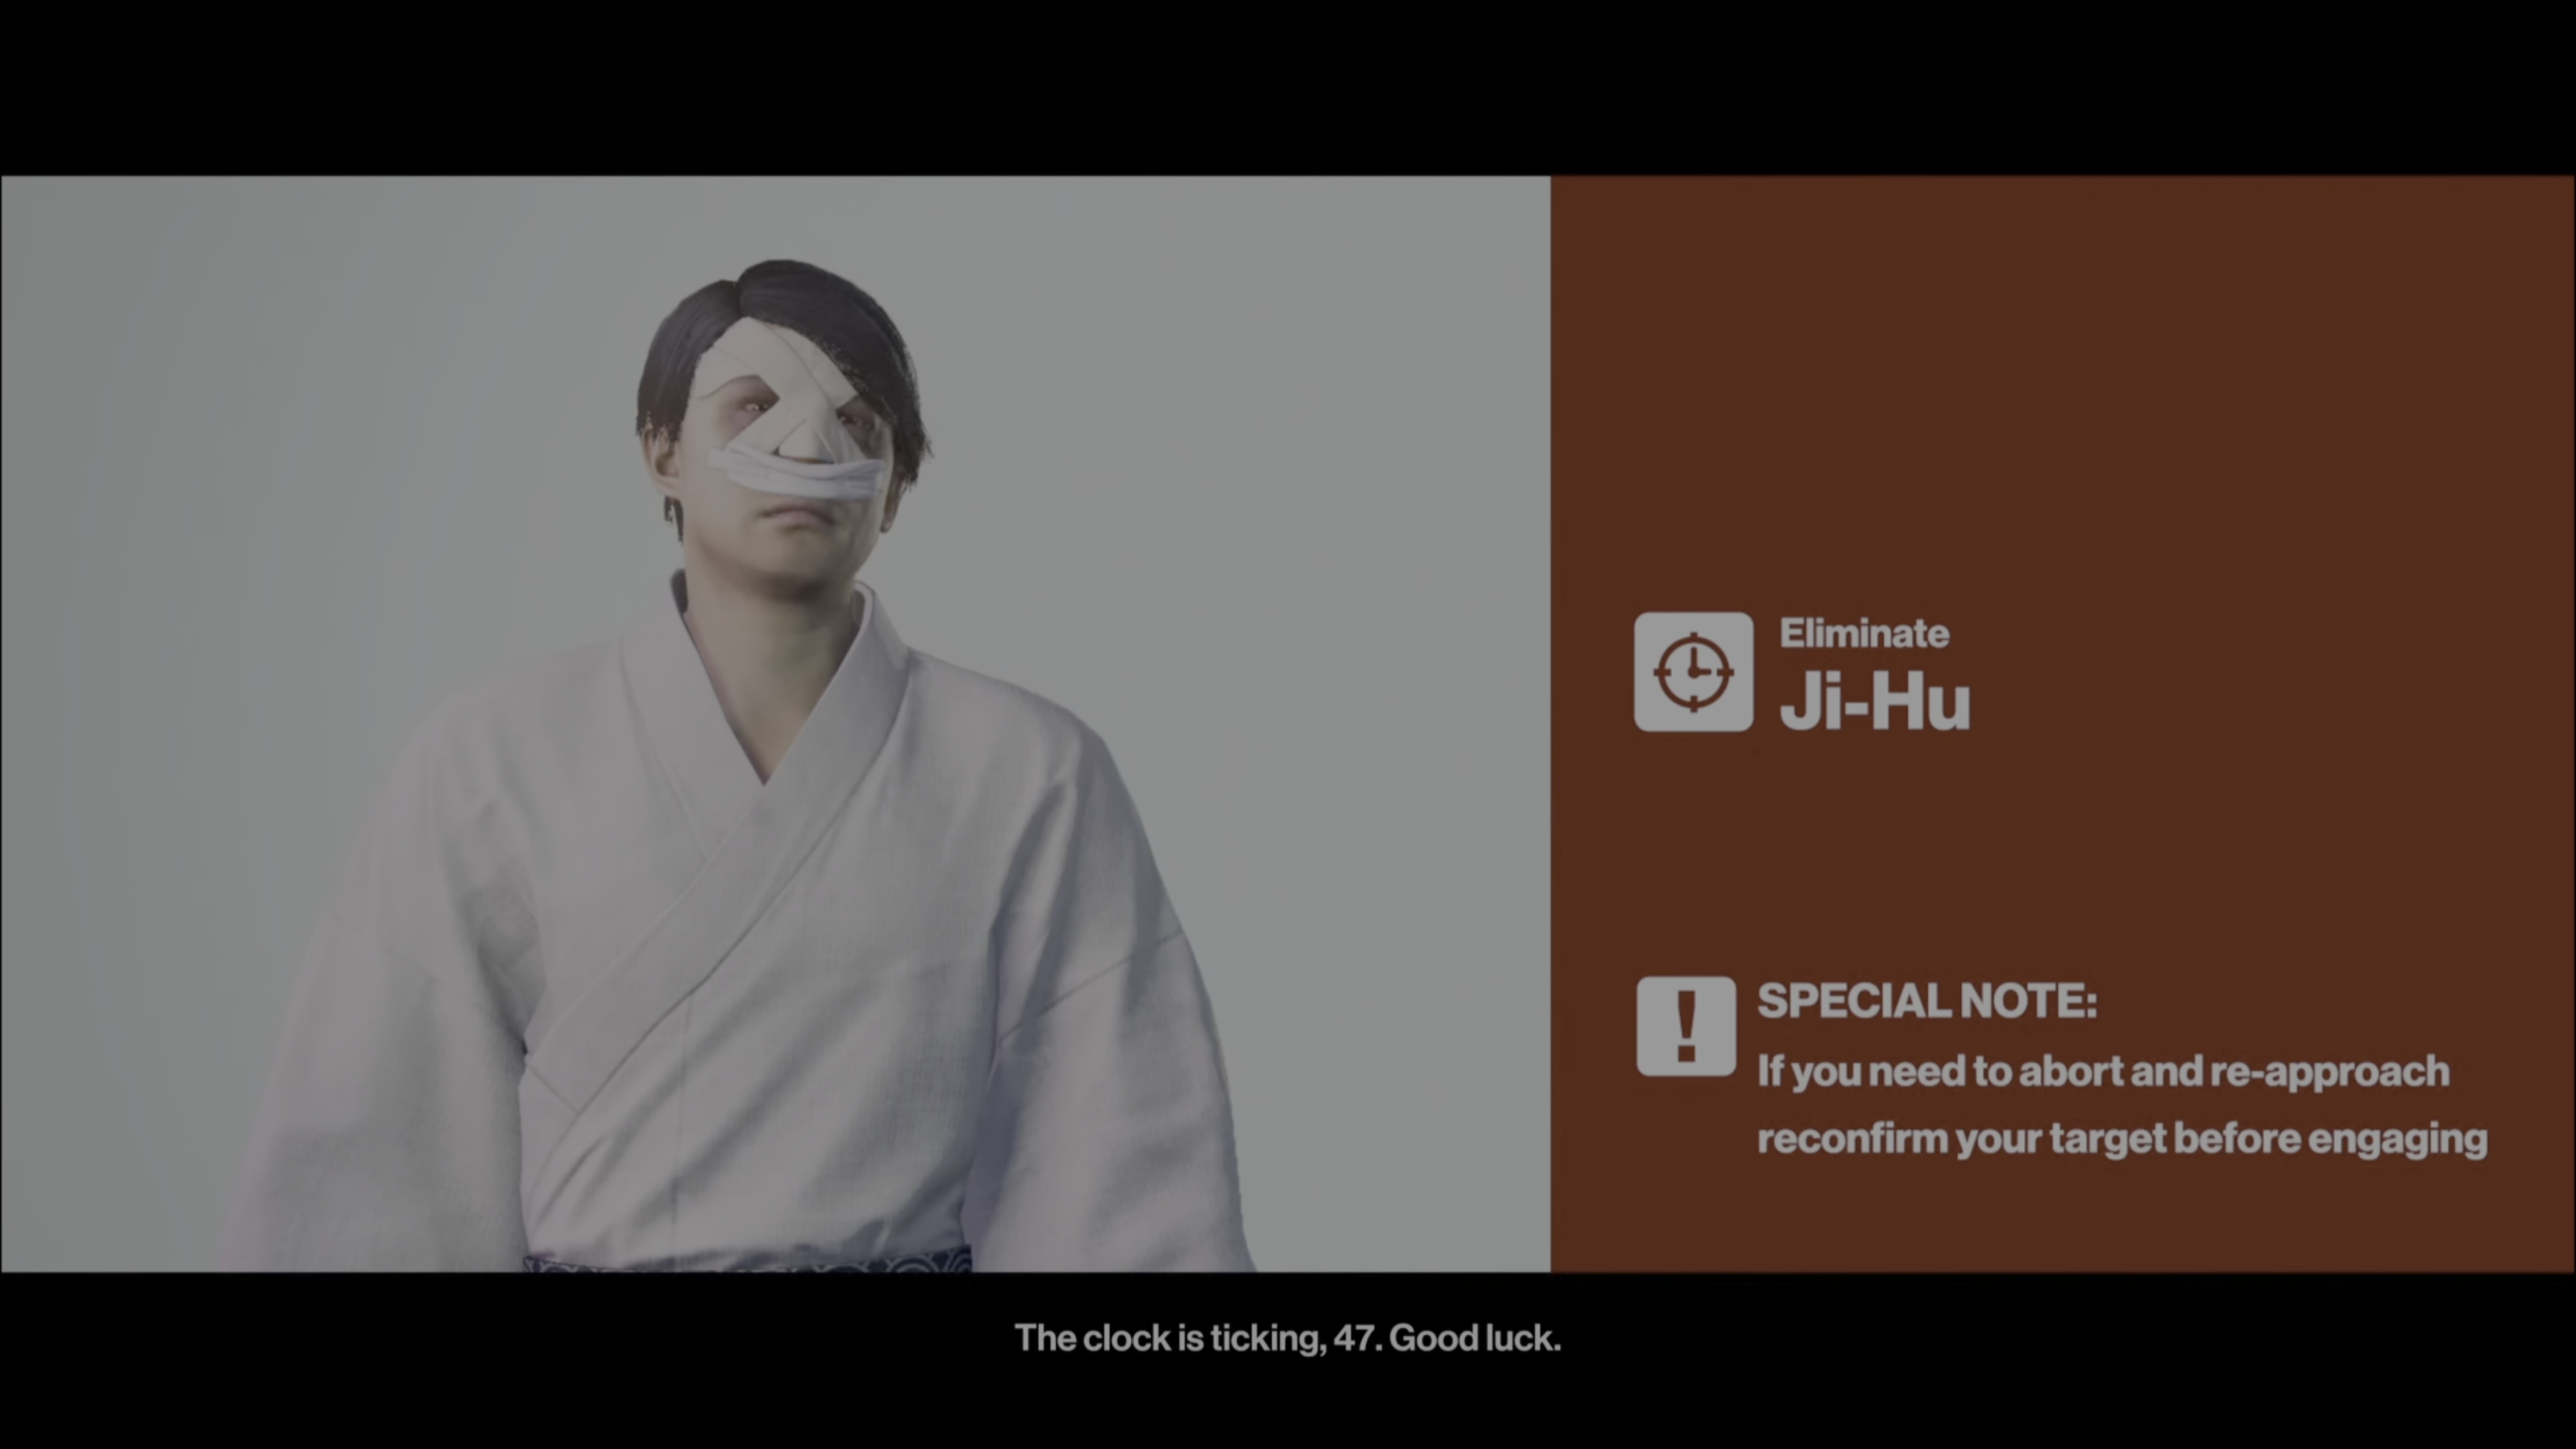 Eliminate
Ji-Hu
!
SPECIAL NOTE:
If you need to abort and re-approach
reconfirm your target before engaging
The clock is ticking, 47. Good luck.